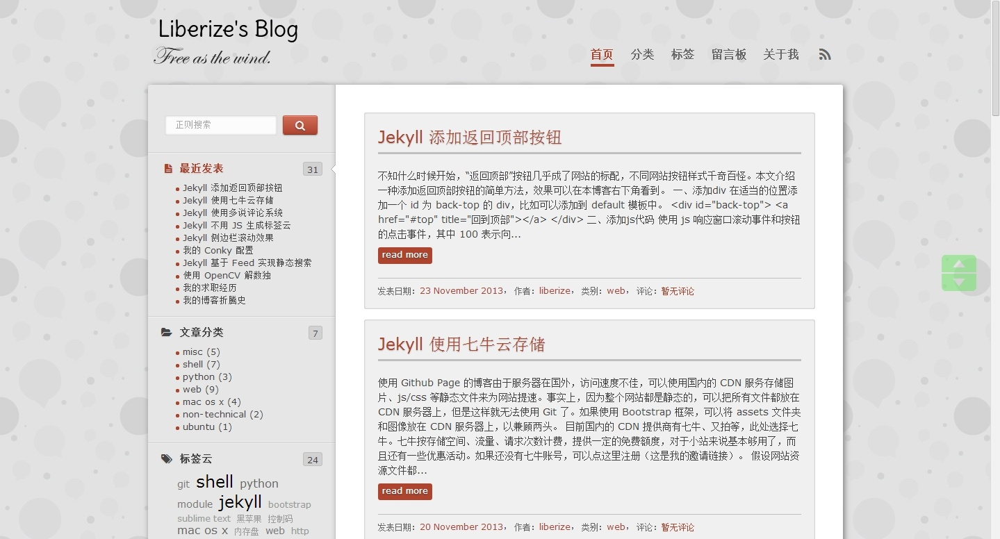 Liberize's Blog
Free as the wind.
首页 分类 标签 留言板 关于我
正则搜索
最近发表 31
Jekyll 添加返回顶部按钮
Jekyll 使用七牛云存储
Jekyll 使用多说评论系统
Jekyll 不用 JS 生成标签云
Jekyll 侧边栏滚动效果
我的 Conky 配置
Jekyll 基于 Feed 实现静态搜索
使用 OpenCV 解数独
我的求职经历
我的博客折腾史
文章分类 7
misc (5)
shell (7)
python (3)
web (9)
mac os x (4)
non-technical (2)
ubuntu (1)
标签云 24
git shell python
module jekyll bootstrap
sublime text 黑苹果 控制码
mac os x 内存盘 web http
Jekyll 添加返回顶部按钮
不知什么时候开始，“返回顶部”按钮几乎成了网站的标配，不同网站按钮样式千奇百怪。本文介绍
一种添加返回顶部按钮的简单方法，效果可以在本博客右下角看到。 一、添加div 在适当的位置添
加一个 id 为 back-top 的 div，比如可以添加到 default 模板中。 <div id="back-top"> <a
href="#top" title="回到顶部"></a> </div> 二、添加js代码 使用 js 响应窗口滚动事件和按钮
的点击事件，其中 100 表示向...
read more
发表日期：23 November 2013， 作者：liberize， 类别：web， 评论：暂无评论
Jekyll 使用七牛云存储
使用 Github Page 的博客由于服务器在国外，访问速度不佳，可以使用国内的 CDN 服务存储图
片、js/css 等静态文件来为网站提速。事实上，因为整个网站都是静态的，可以把所有文件都放在
CDN 服务器上，但是这样就无法使用 Git 了。如果使用 Bootstrap 框架，可以将 assets 文件夹
和图像放在 CDN 服务器上，以兼顾两头。 目前国内的 CDN 提供商有七牛、又拍等，此处选择七
牛。七牛按存储空间、流量、请求次数计费，提供一定的免费额度，对于小站来说基本够用了，而
且还有一些优惠活动。如果还没有七牛账号，可以点这里注册（这是我的邀请链接）。 假设网站资
源文件都...
read more
发表日期：20 November 2013， 作者：liberize， 类别：web， 评论：暂无评论